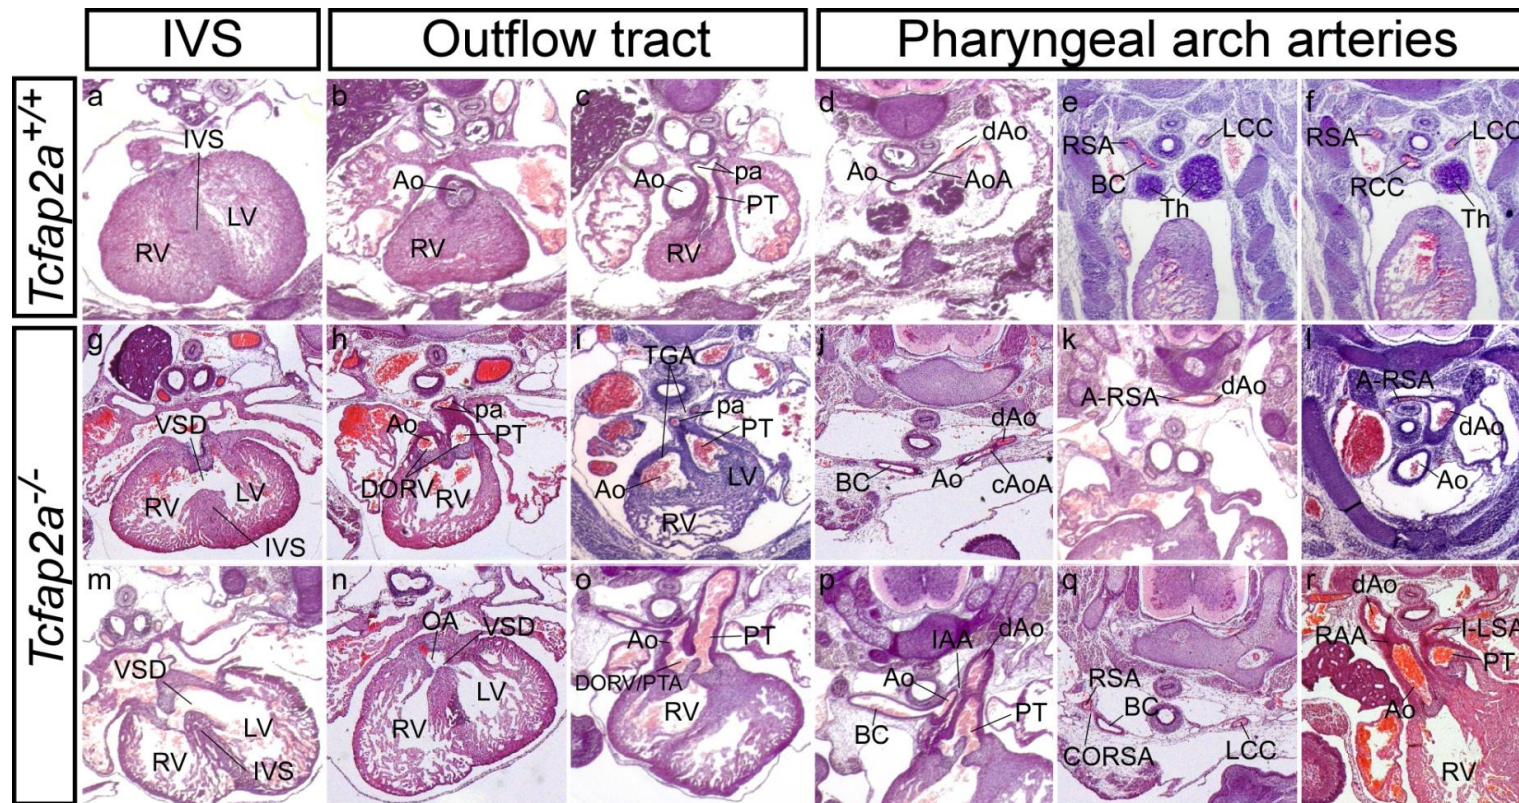 IVS Outflow tract Pharyngeal arch arteries
Tcfap2a+/+
a IVS LV RV
b Ao RV
c Ao pa PT RV
d dAo Ao AoA
e RSA LCC BC Th
f RSA LCC RCC Th
Tcfap2a-/-
g VSD RV LV IVS
h pa Ao PT DORV RV
i TGA pa PT Ao LV RV
j dAo BC Ao cAoA
k A-RSA dAo
l A-RSA dAo Ao
m VSD LV RV IVS
n OA VSD LV RV
o Ao PT DORV/PTA RV
p IAA dAo Ao BC PT
q RSA BC CORSA LCC
r dAo RAA I-LSA PT Ao RV